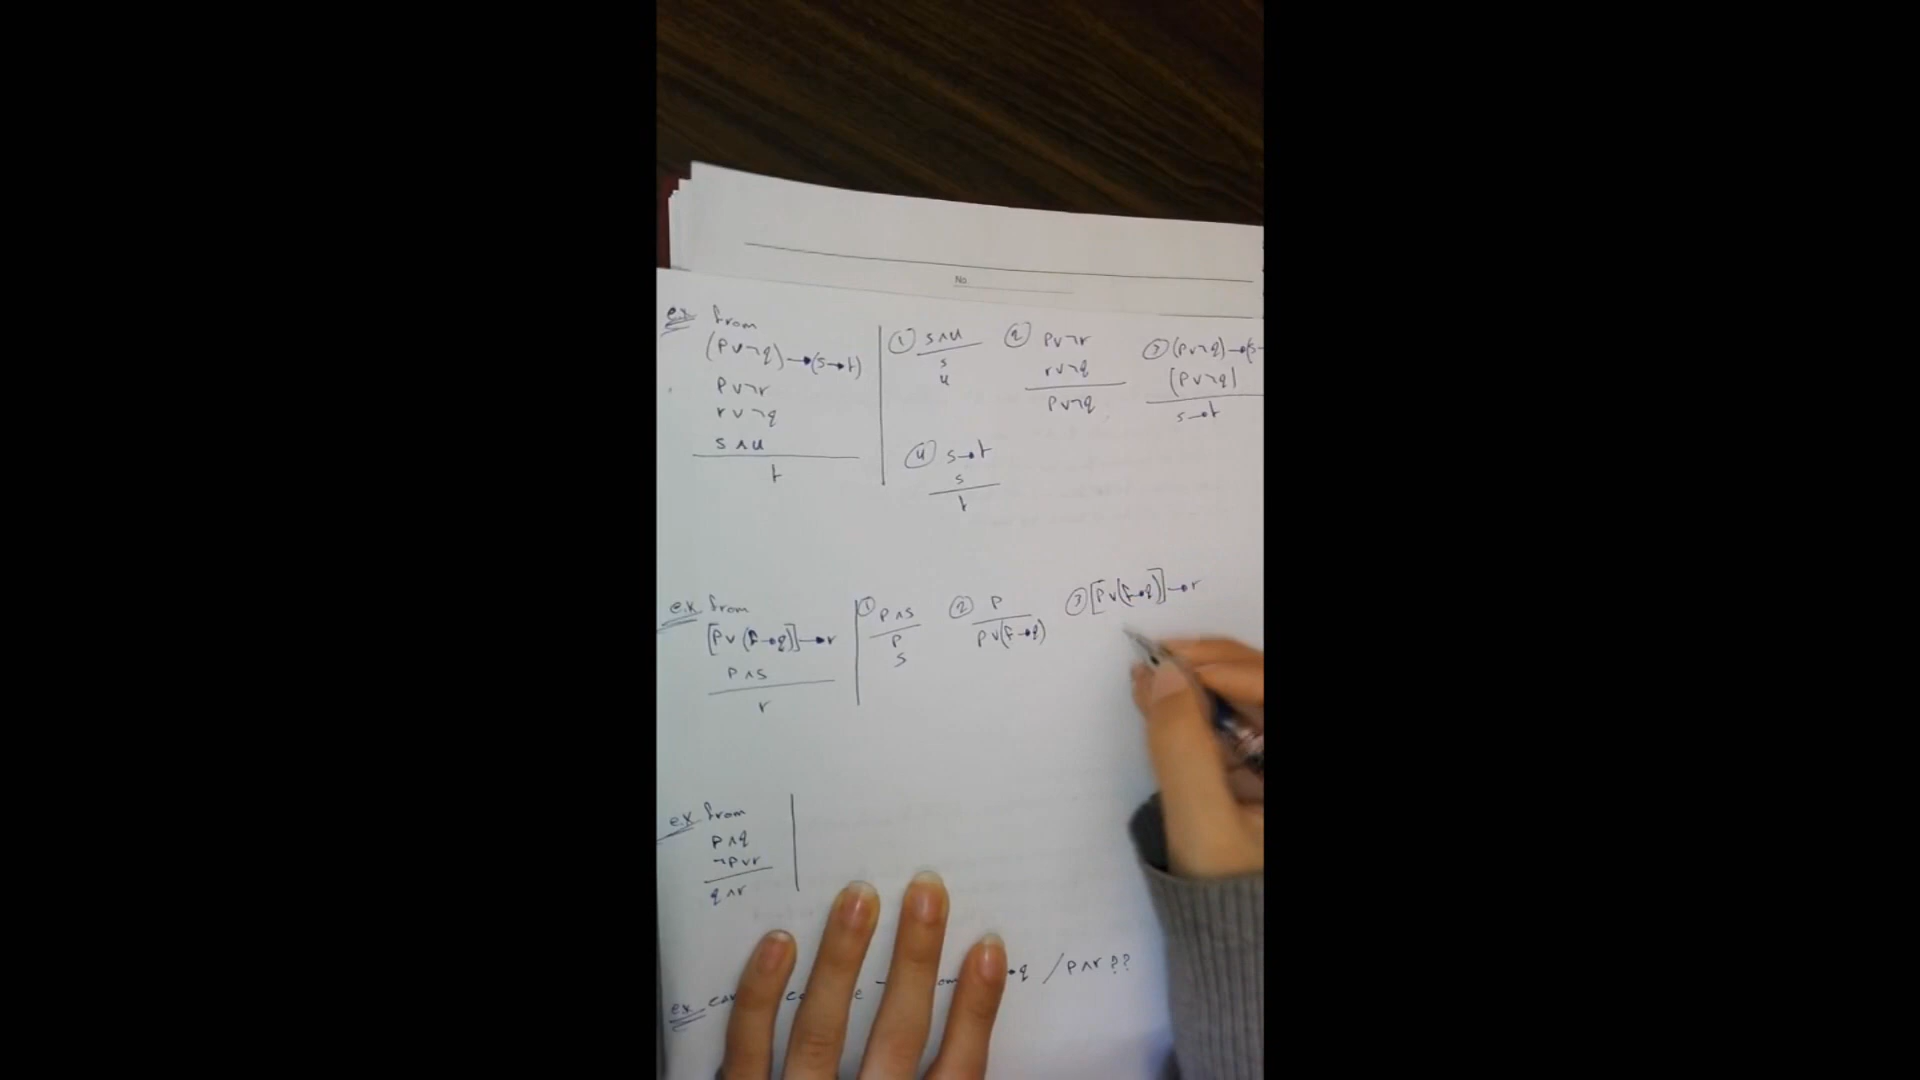 No
ex from
(p∨¬q)→(s→t)
p∨¬r
r∨¬q
s∧u
t
① s∧u
s
u
② p∨¬r
r∨¬q
p∨¬q
③ (p∨¬q)→(s→
(p∨¬q)
s→t
④ s→t
s
t
ex from
[p∨(t→q)]→r
p∧s
r
① p∧s
p
s
② p
p∨(t→q)
③ [p∨(t→q)]→r
ex from
p∧q
¬p∨r
q∧r
ex
q / p∧r??